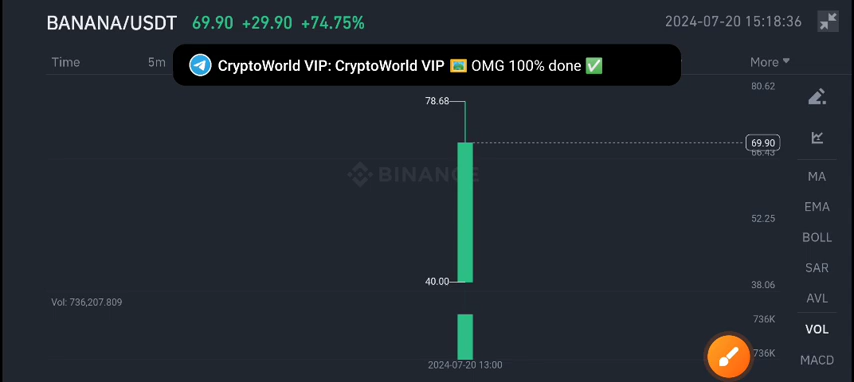 BANANA/USDT 69.90 +29.90 +74.75% 2024-07-20 15:18:36
CryptoWorld VIP: CryptoWorld VIP 🖼️ OMG 100% done ✅
Time 5m More
80.62
78.68
69.90
66.43
MA
BINANCE
EMA
52.25
BOLL
SAR
40.00
38.06
AVL
Vol: 736,207.809
736K
VOL
736K
MACD
2024-07-20 13:00